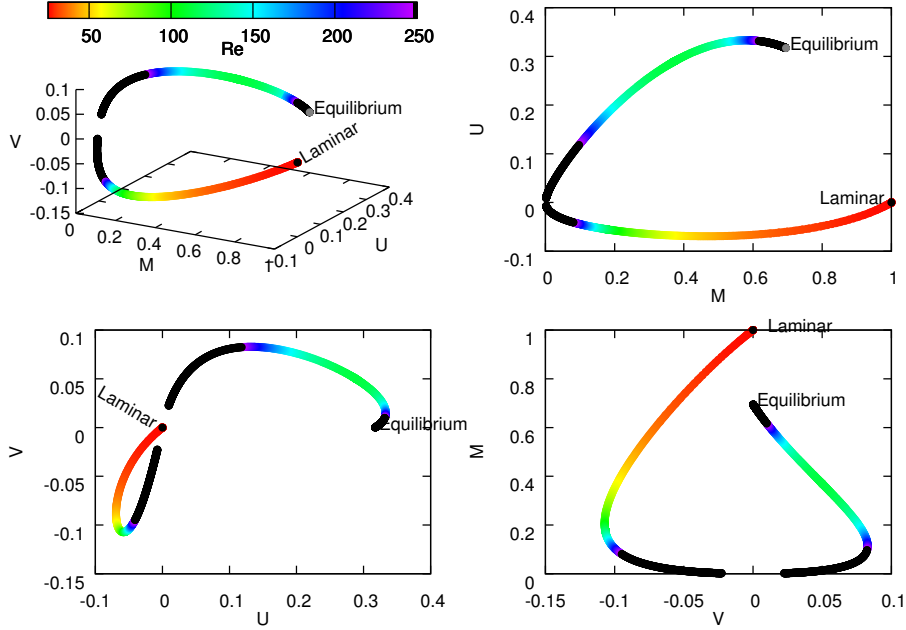 50 100 150 200 250
Re
0.1
0.05
0
-0.05
-0.1
-0.15
V
Equilibrium
Laminar
0 0.2 0.4 0.6 0.8 1
M
-0.1 0 0.1 0.2 0.3 0.4
U
0.4
0.3
0.2
0.1
0
-0.1
U
Equilibrium
Laminar
0 0.2 0.4 0.6 0.8 1
M
0.1
0.05
0
-0.05
-0.1
-0.15
V
Laminar
Equilibrium
-0.1 0 0.1 0.2 0.3 0.4
U
1
0.8
0.6
0.4
0.2
0
M
Laminar
Equilibrium
-0.15 -0.1 -0.05 0 0.05 0.1
V